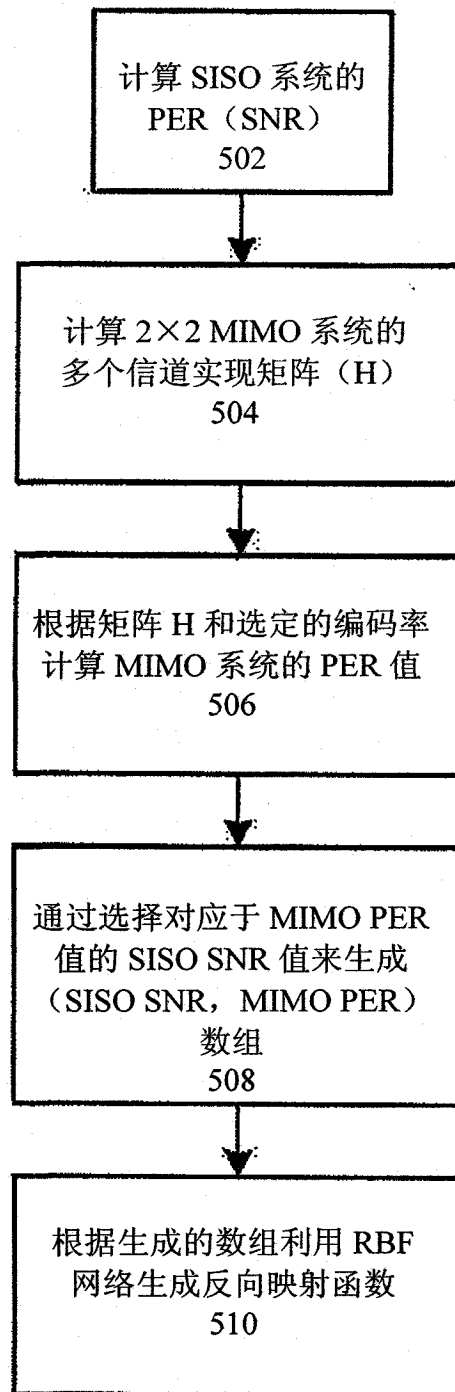 计算 SISO 系统的
PER（SNR）
502
计算 2×2 MIMO 系统的
多个信道实现矩阵（H）
504
根据矩阵 H 和选定的编码率
计算 MIMO 系统的 PER 值
506
通过选择对应于 MIMO PER
值的 SISO SNR 值来生成
（SISO SNR，MIMO PER）
数组
508
根据生成的数组利用 RBF
网络生成反向映射函数
510